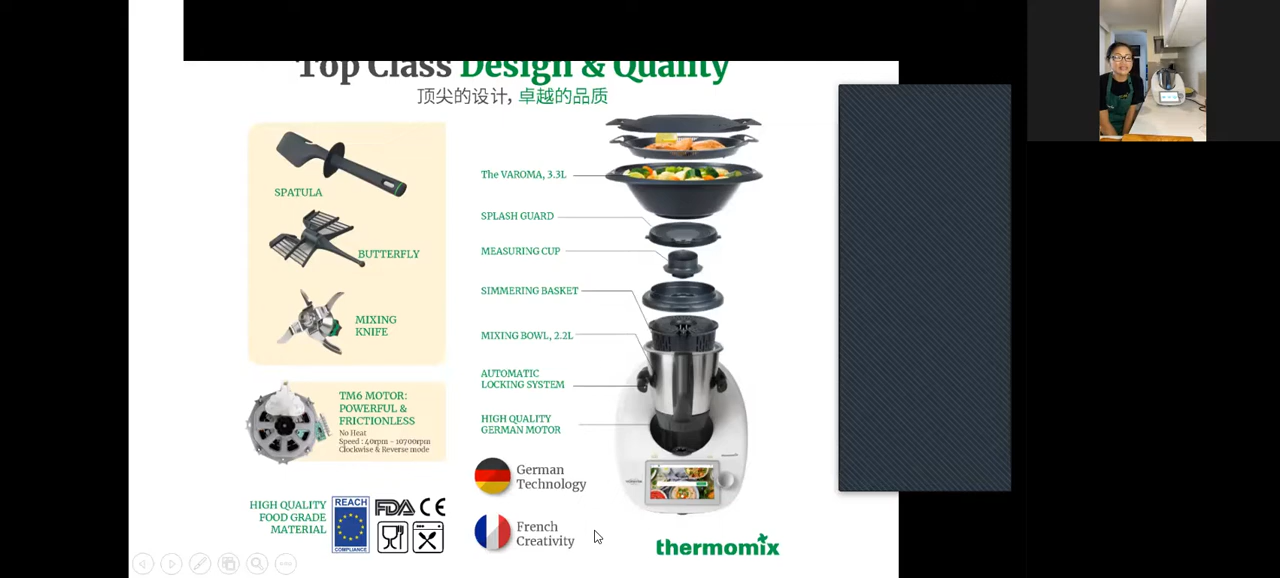 Top Class Design & Quality
顶尖的设计, 卓越的品质
SPATULA
BUTTERFLY
MIXING
KNIFE
TM6 MOTOR:
POWERFUL &
FRICTIONLESS
No Heat
Speed : 40rpm - 10700rpm
Clockwise & Reverse mode
HIGH QUALITY
FOOD GRADE
MATERIAL
REACH
COMPLIANCE
FDA CE
The VAROMA, 3.3L
SPLASH GUARD
MEASURING CUP
SIMMERING BASKET
MIXING BOWL, 2.2L
AUTOMATIC
LOCKING SYSTEM
HIGH QUALITY
GERMAN MOTOR
German
Technology
French
Creativity
thermomix